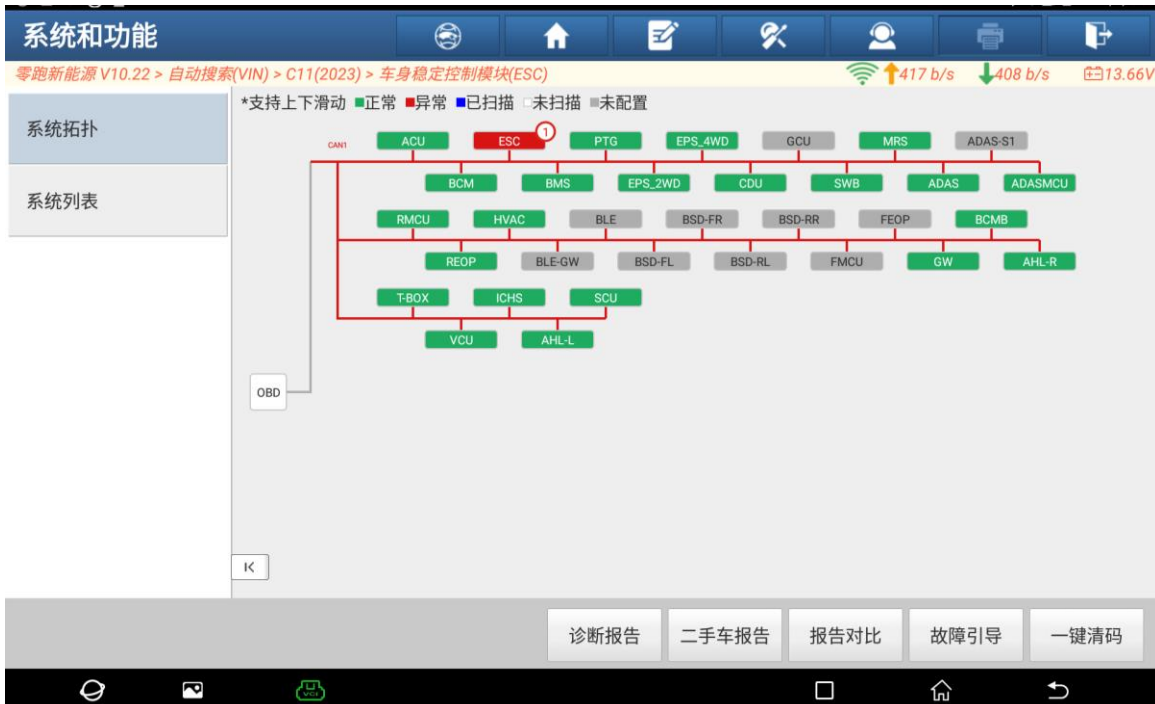 系统和功能
零跑新能源 V10.22 > 自动搜索(VIN) > C11(2023) > 车身稳定控制模块(ESC) 417 b/s 408 b/s 13.66V
系统拓扑
系统列表
*支持上下滑动 正常 异常 已扫描 未扫描 未配置
CAN1 ACU ESC 1 PTG EPS_4WD GCU MRS ADAS-S1
BCM BMS EPS_2WD CDU SWB ADAS ADASMCU
RMCU HVAC BLE BSD-FR BSD-RR FEOP BCMB
REOP BLE-GW BSD-FL BSD-RL FMCU GW AHL-R
T-BOX ICHS SCU
VCU AHL-L
OBD
诊断报告 二手车报告 报告对比 故障引导 一键清码
VCI